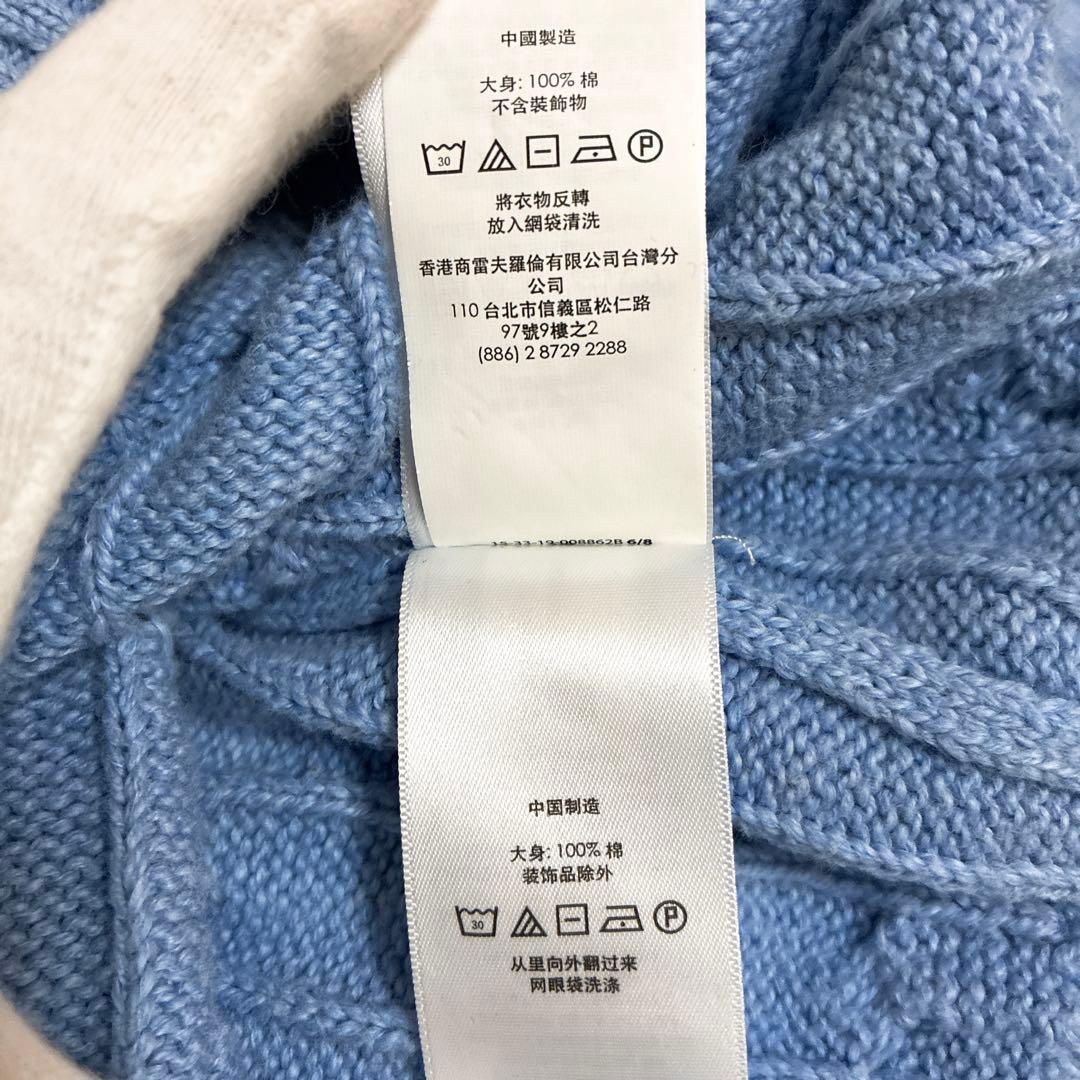 中國製造
大身: 100% 棉
不含裝飾物
30
P
將衣物反轉
放入網袋清洗
香港商雷夫羅倫有限公司台灣分
公司
110 台北市信義區松仁路
97號9樓之2
(886) 2 8729 2288
6/8
中国制造
大身: 100% 棉
装饰品除外
30
P
从里向外翻过来
网眼袋洗涤